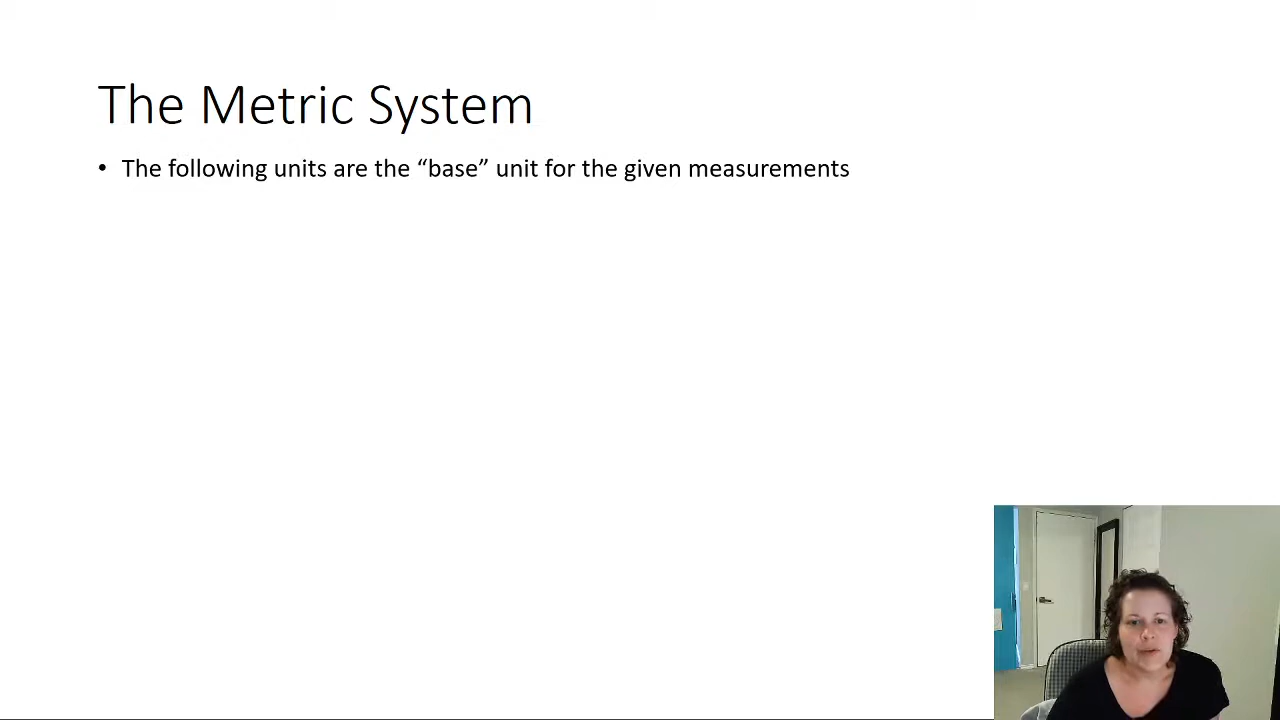 The Metric System
• The following units are the “base” unit for the given measurements